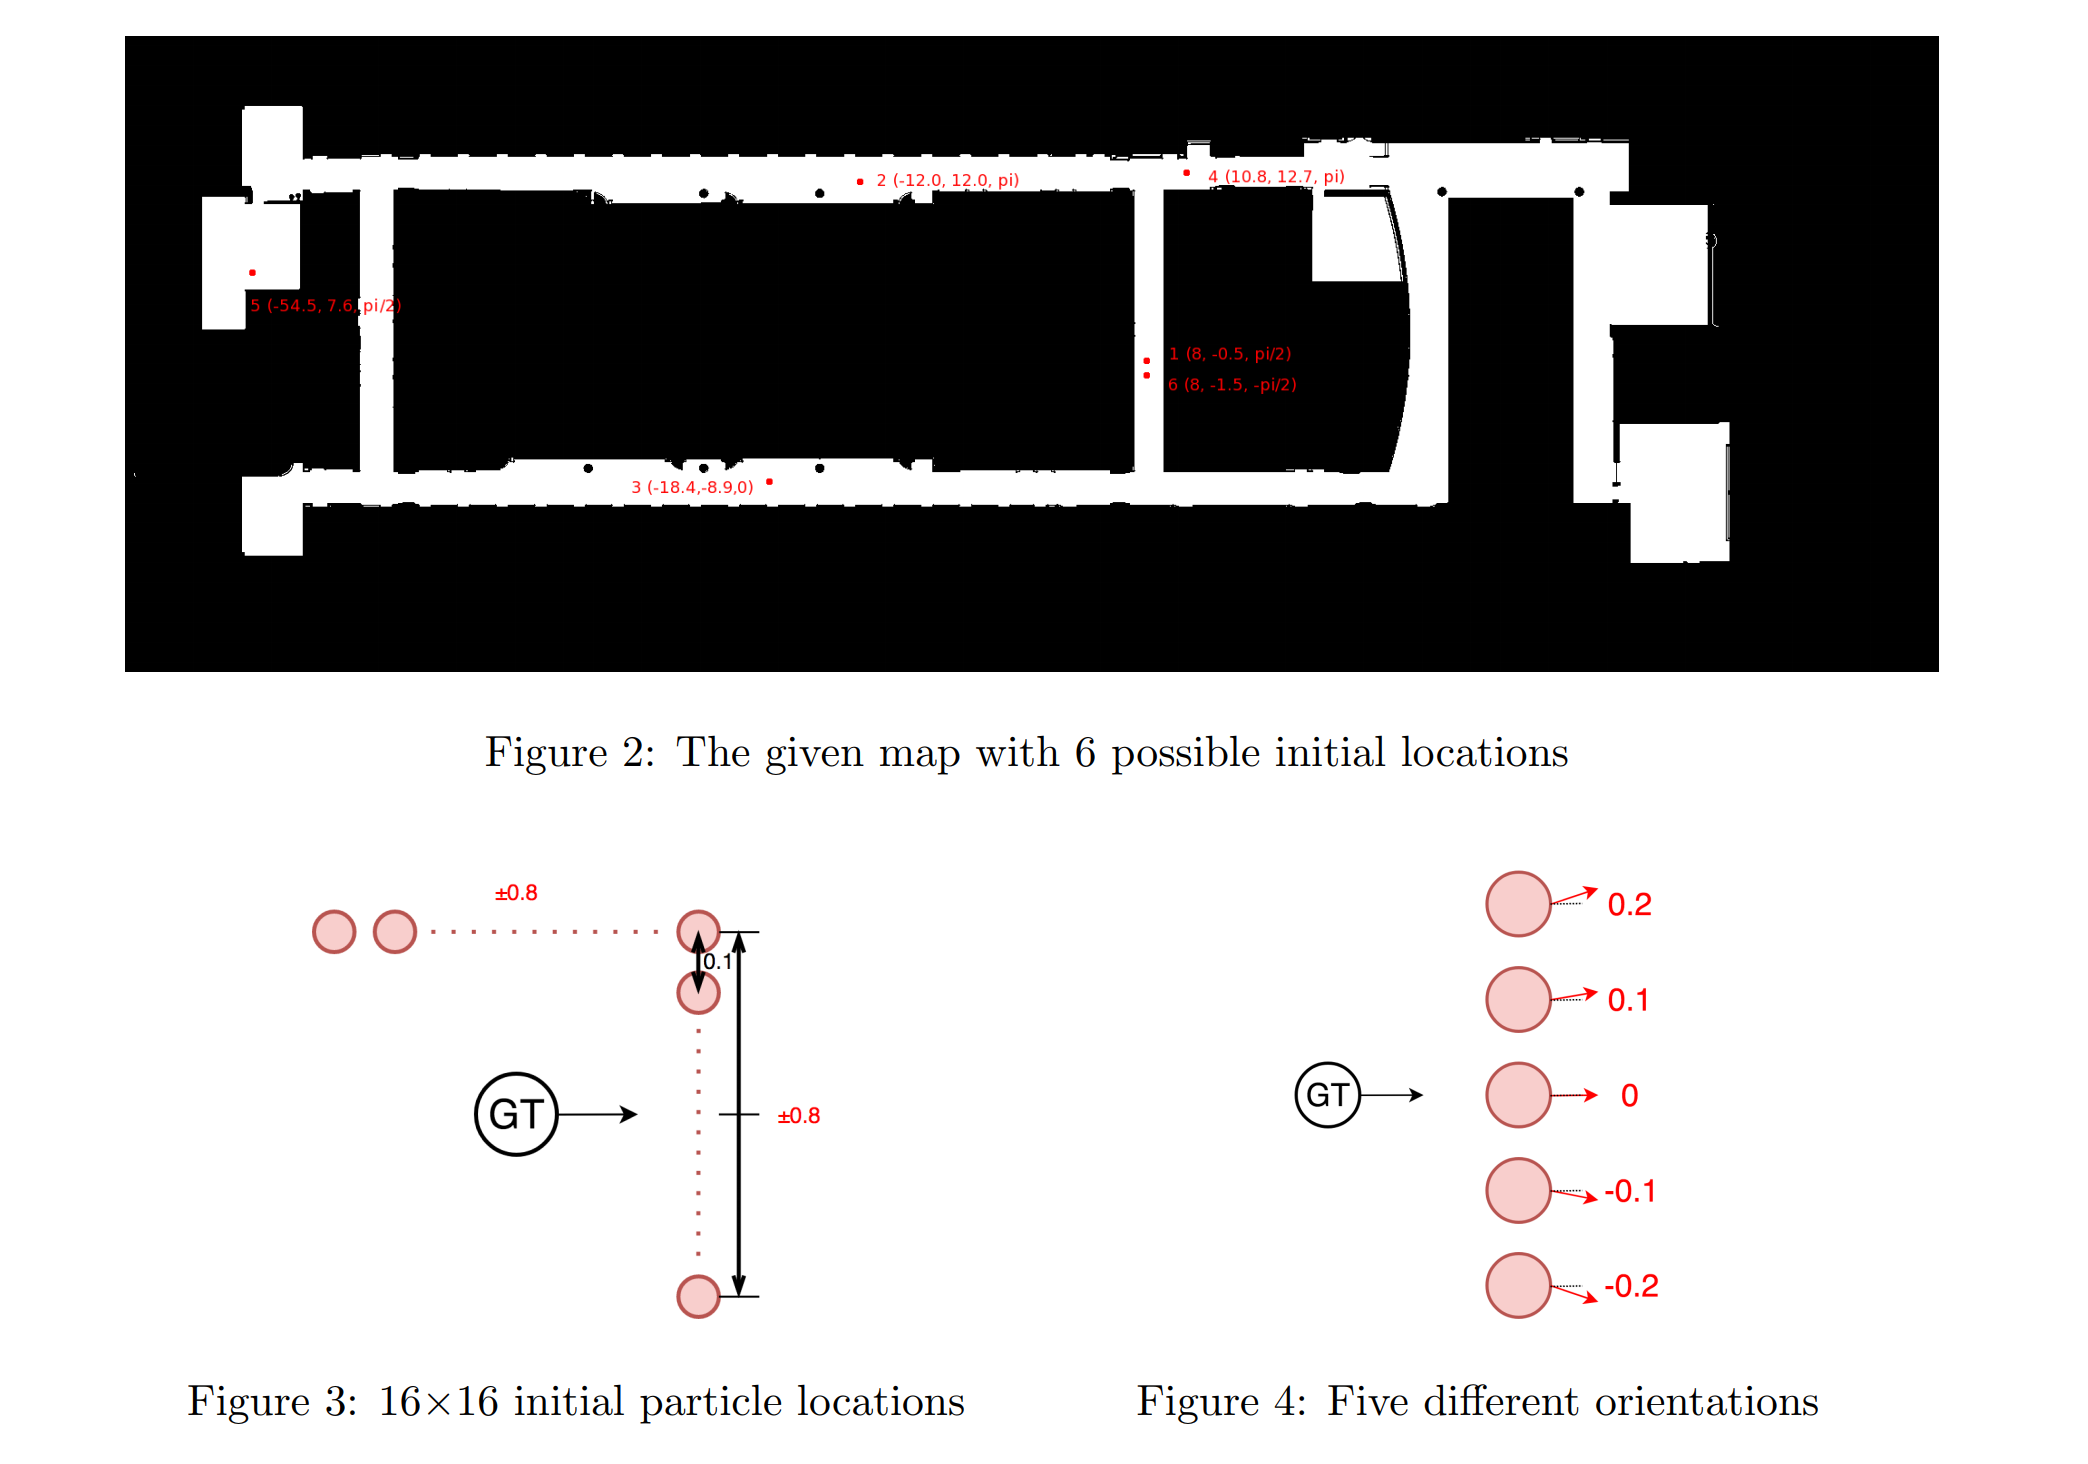 2 (-12.0, 12.0, pi)
4 (10.8, 12.7, pi)
5 (-54.5, 7.6, pi/2)
1 (8, -0.5, pi/2)
6 (8, -1.5, -pi/2)
3 (-18.4,-8.9,0)
Figure 2: The given map with 6 possible initial locations
±0.8
0.1
GT
±0.8
Figure 3: 16×16 initial particle locations
0.2
0.1
GT
0
-0.1
-0.2
Figure 4: Five different orientations